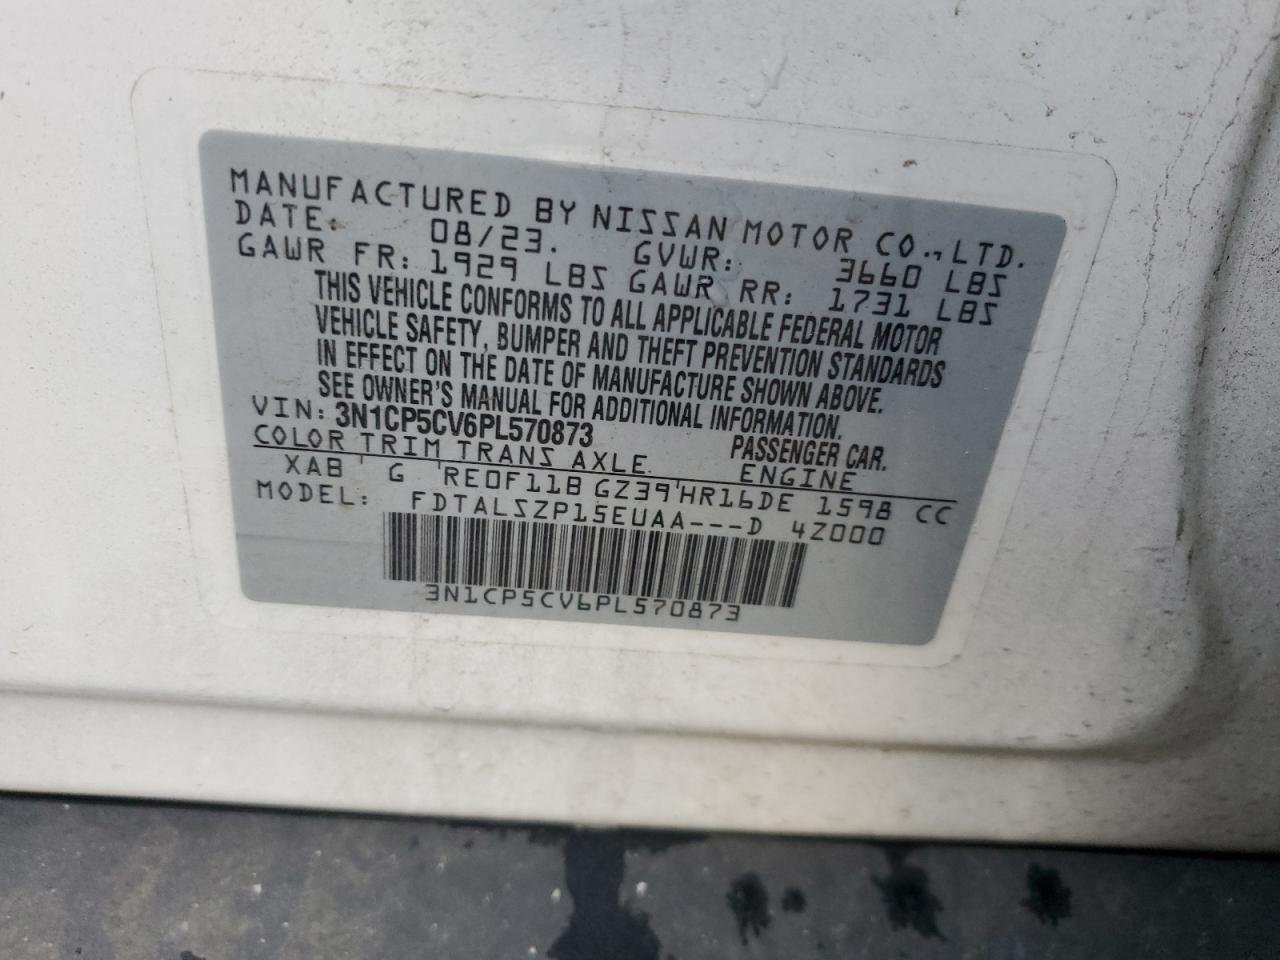 MANUFACTURED BY NISSAN MOTOR CO.,LTD.
DATE: 08/23. GVWR: 3660 LBS
GAWR FR: 1929 LBS GAWR RR: 1731 LBS
THIS VEHICLE CONFORMS TO ALL APPLICABLE FEDERAL MOTOR
VEHICLE SAFETY, BUMPER AND THEFT PREVENTION STANDARDS
IN EFFECT ON THE DATE OF MANUFACTURE SHOWN ABOVE.
SEE OWNER'S MANUAL FOR ADDITIONAL INFORMATION.
VIN: 3N1CP5CV6PL570873 PASSENGER CAR.
COLOR TRIM TRANS AXLE ENGINE
XAB G RE0F11B GZ39 HR16DE 1598 CC
MODEL: FDTALSZP15EUAA---D 4Z000
3N1CP5CV6PL570873